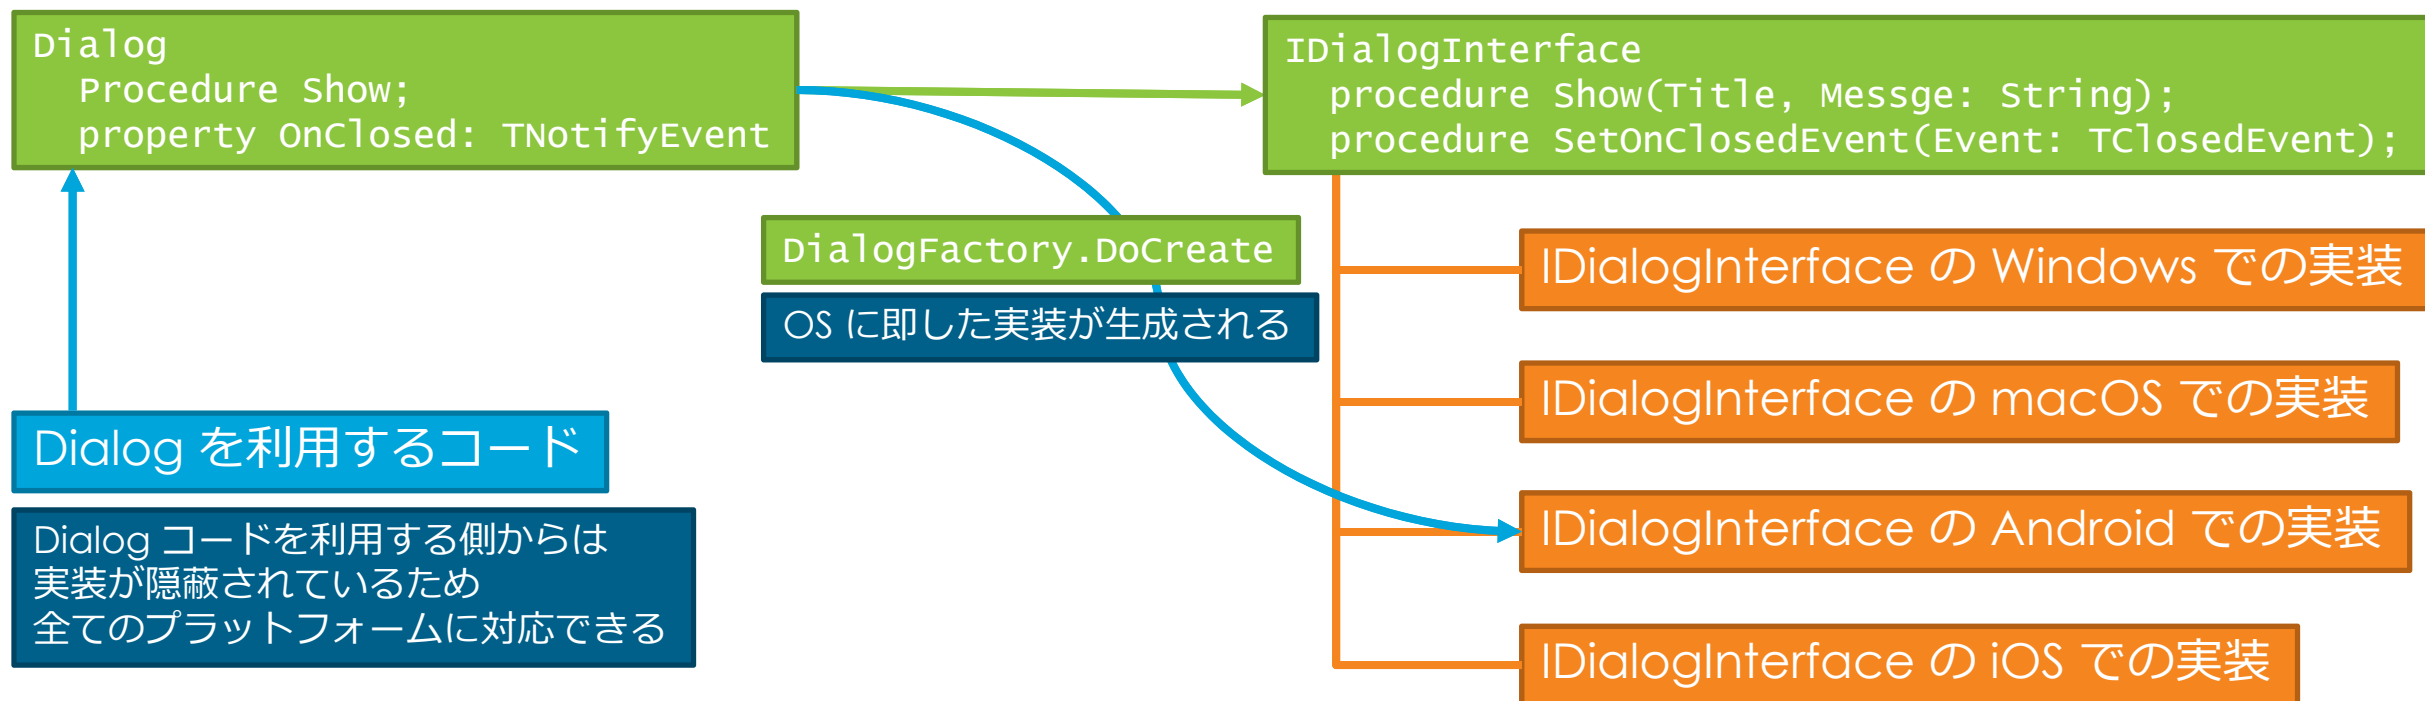 Dialog
Procedure Show;
property OnClosed: TNotifyEvent
IDialogInterface
procedure Show(Title, Messge: String);
procedure SetOnClosedEvent(Event: TClosedEvent);
DialogFactory.DoCreate
OS に即した実装が生成される
IDialogInterface の Windows での実装
IDialogInterface の macOS での実装
IDialogInterface の Android での実装
IDialogInterface の iOS での実装
Dialog を利用するコード
Dialog コードを利用する側からは
実装が隠蔽されているため
全てのプラットフォームに対応できる